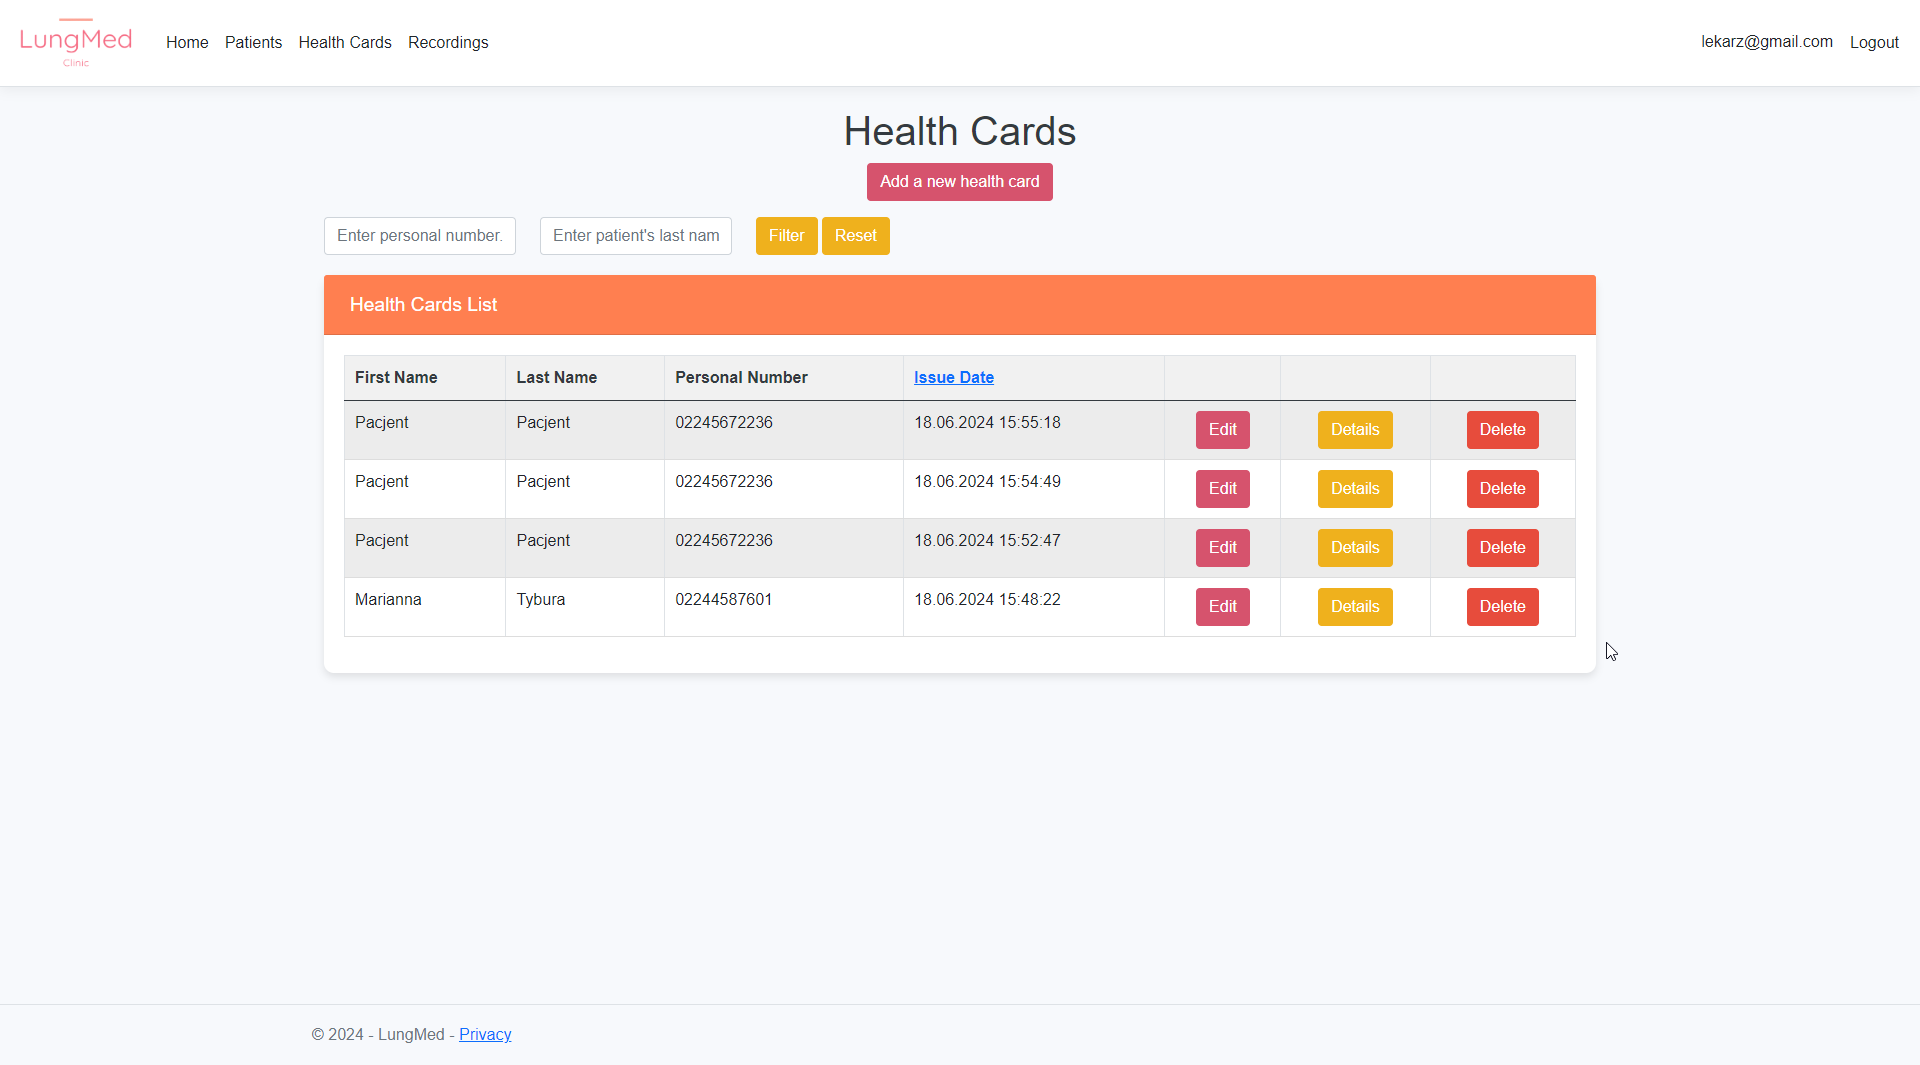 LungMed
Clinic
Home Patients Health Cards Recordings lekarz@gmail.com Logout
Health Cards
Add a new health card
Enter personal number. Enter patient's last nam Filter Reset
Health Cards List
First Name Last Name Personal Number Issue Date
Pacjent Pacjent 02245672236 18.06.2024 15:55:18 Edit Details Delete
Pacjent Pacjent 02245672236 18.06.2024 15:54:49 Edit Details Delete
Pacjent Pacjent 02245672236 18.06.2024 15:52:47 Edit Details Delete
Marianna Tybura 02244587601 18.06.2024 15:48:22 Edit Details Delete
© 2024 - LungMed - Privacy